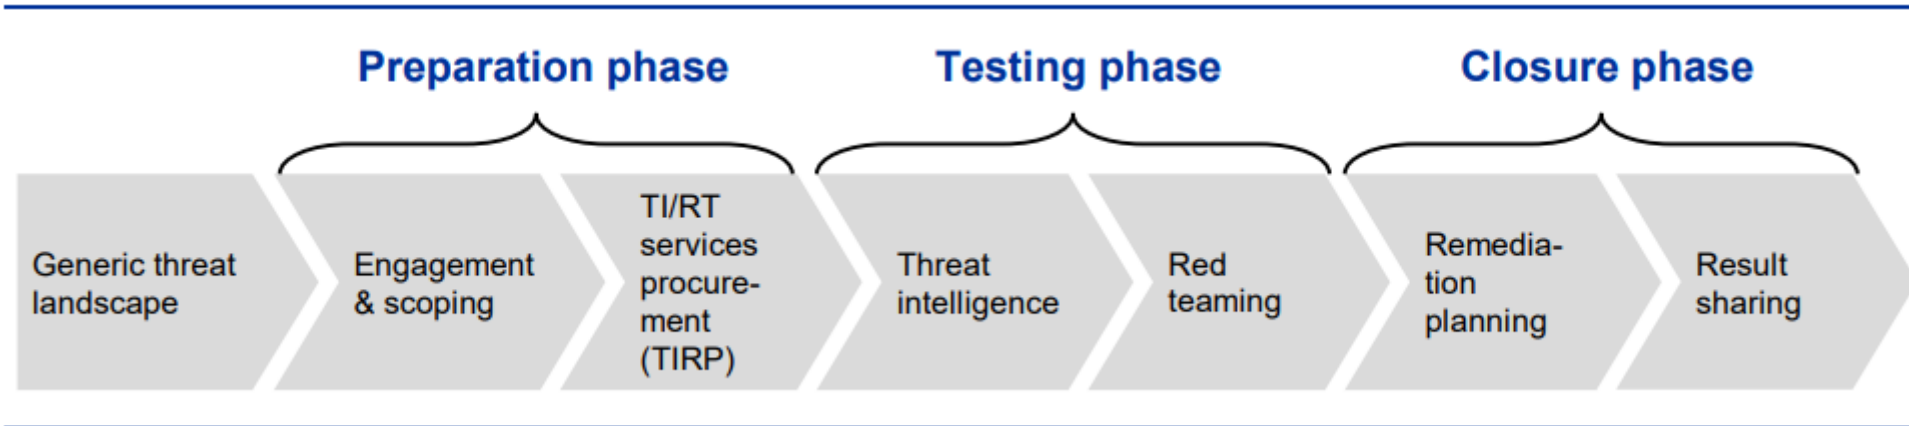 Preparation phase
Testing phase
Closure phase
Generic threat
landscape
Engagement
& scoping
TI/RT
services
procure-
ment
(TIRP)
Threat
intelligence
Red
teaming
Remedia-
tion
planning
Result
sharing